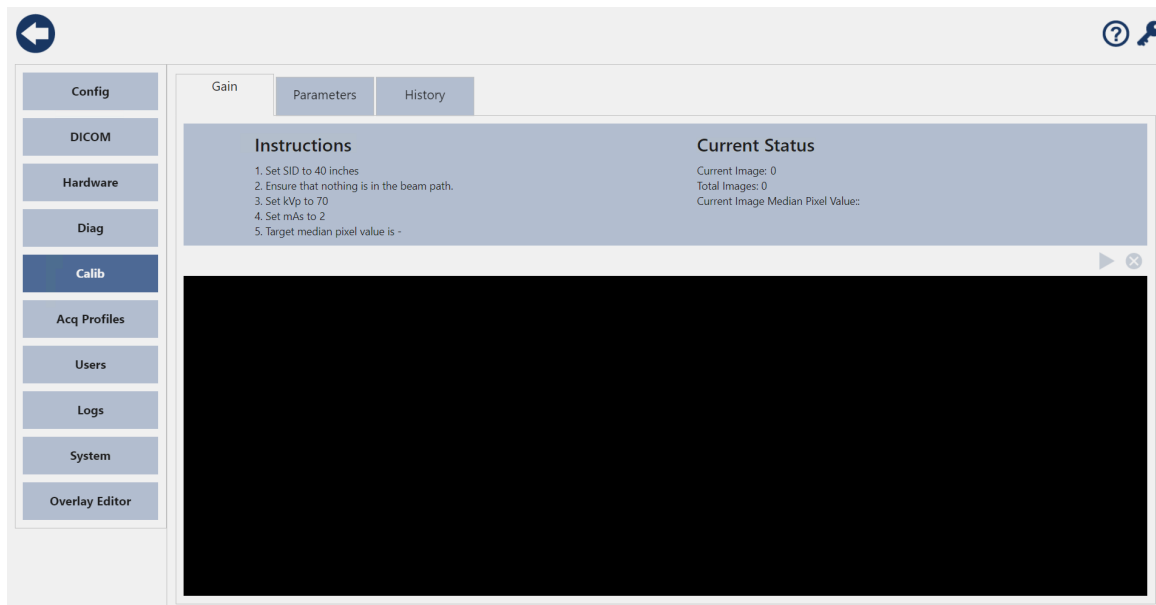 ?
Config
DICOM
Hardware
Diag
Calib
Acq Profiles
Users
Logs
System
Overlay Editor
Gain
Parameters
History
Instructions
1. Set SID to 40 inches
2. Ensure that nothing is in the beam path.
3. Set kVp to 70
4. Set mAs to 2
5. Target median pixel value is -
Current Status
Current Image: 0
Total Images: 0
Current Image Median Pixel Value::